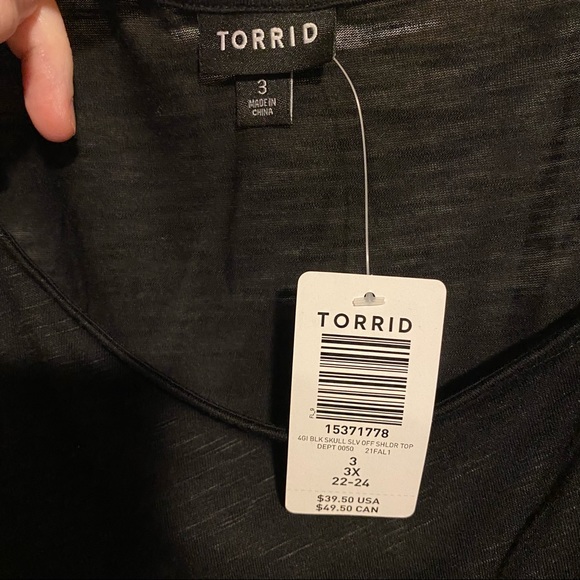 TORRID
3
MADE IN
CHINA
TORRID
15371778
4GI BLK SKULL SLV OFF SHLDR TOP
DEPT 0050 21FAL1
3
3X
22-24
$39.50 USA
$49.50 CAN